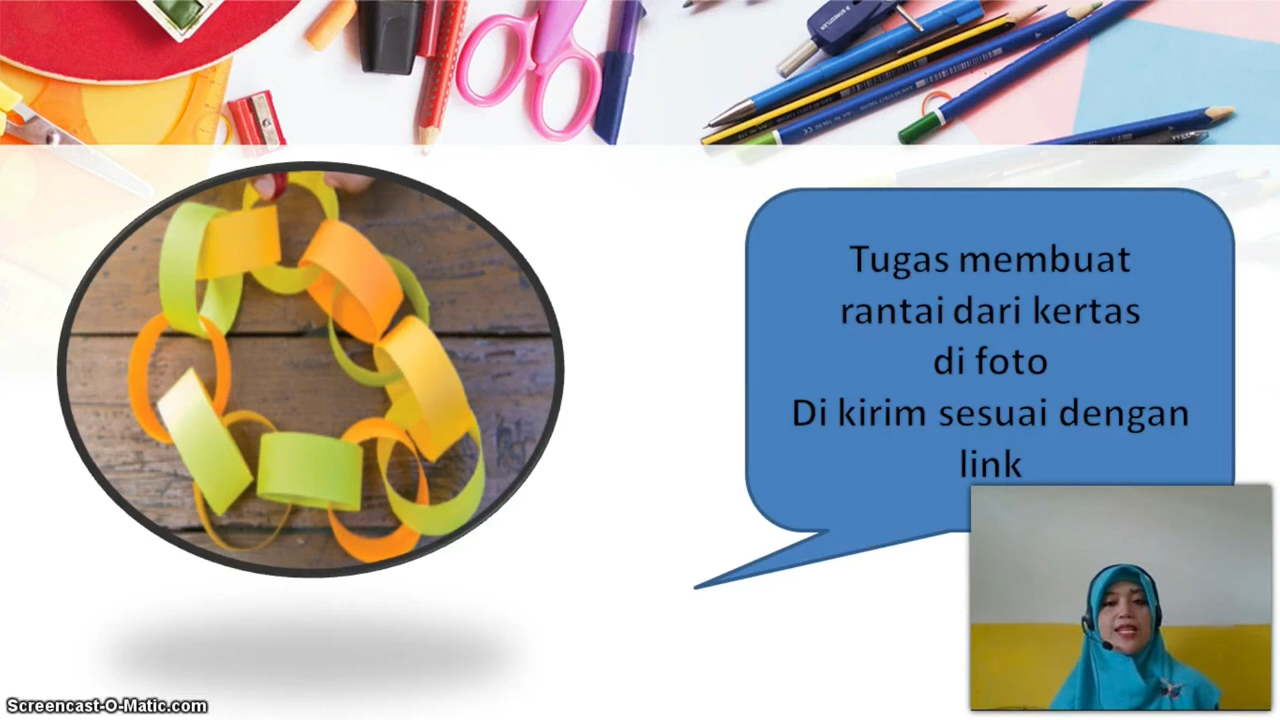 Tugas membuat
rantai dari kertas
di foto
Di kirim sesuai dengan
link
Screencast-O-Matic.com